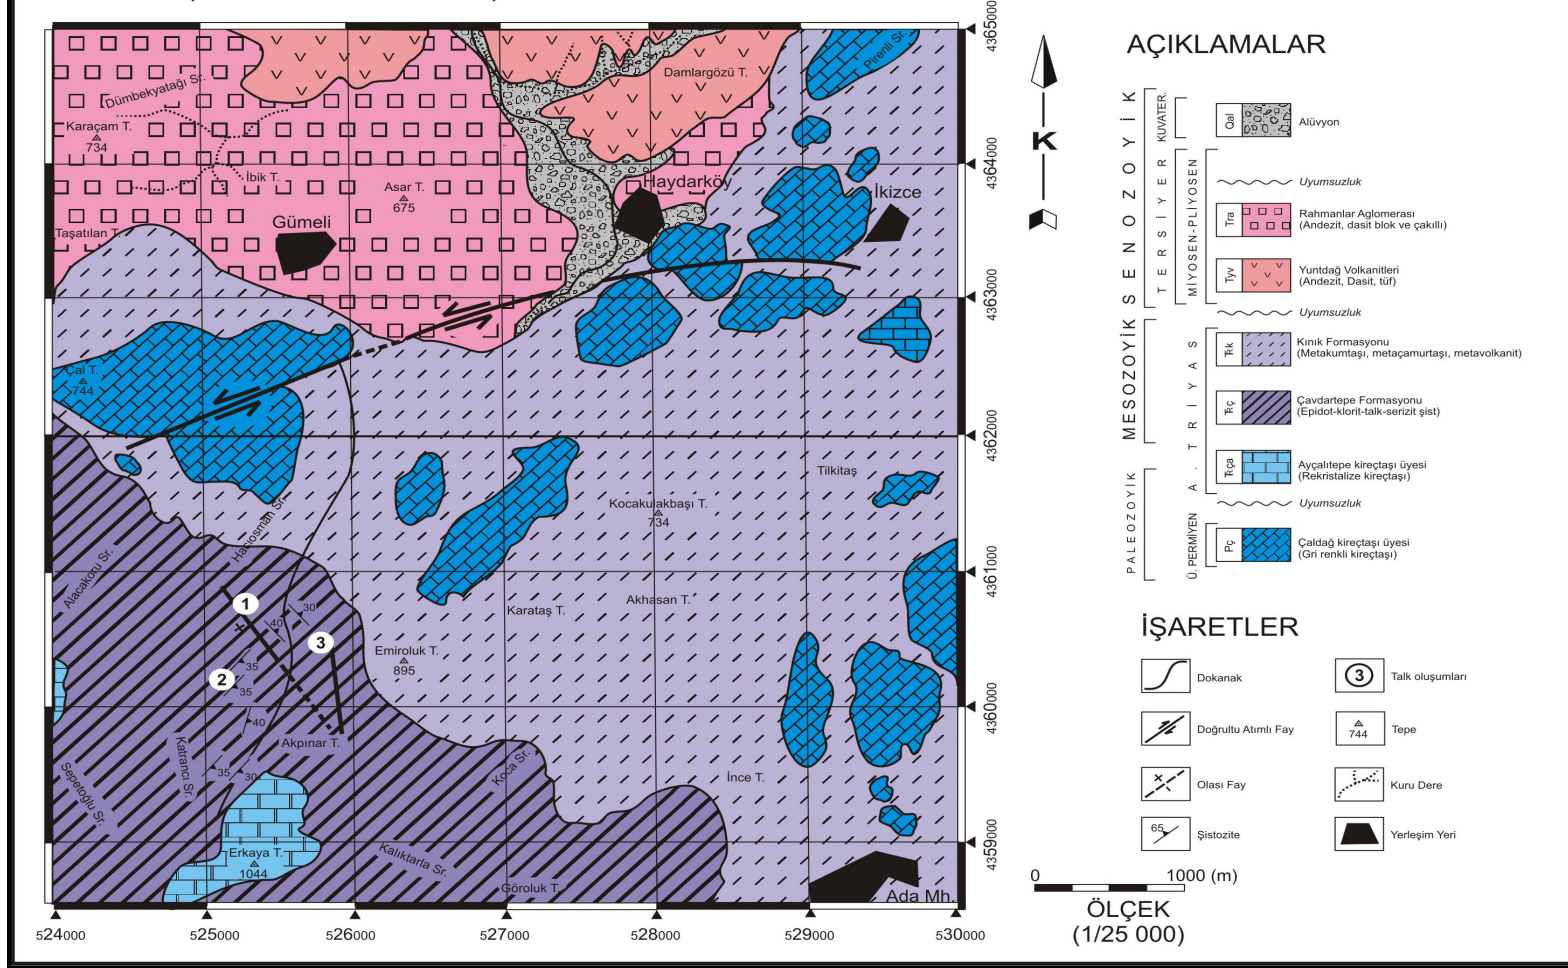 Pirenli Sr.
Damlargözü T.
Dümbekyatağı Sr.
Karaçam T.
734
İbik T.
Asar T.
675
Haydarköy
İkizce
Gümeli
Taşatılan T.
Çal T.
744
Tilkitaş
Kocakulakbaşı T.
734
Hacıosman Sr.
Alacakoru Sr.
Karataş T.
Akhasan T.
1
30
40
3
Emiroluk T.
895
35
2
35
40
Akpınar T.
Katrancı Sr.
Sepetoğlu Sr.
35
30
Koca Sr.
İnce T.
Erkaya T.
1044
Kalıktarla Sr.
Göroluk T.
Ada Mh.
4365000
4364000
4363000
4362000
4361000
4360000
4359000
524000
525000
526000
527000
528000
529000
530000
K
AÇIKLAMALAR
SENOZOYİK
KUVATER.
Qal
Alüvyon
Uyumsuzluk
TERSİYER
MİYOSEN-PLİYOSEN
Tra
Rahmanlar Aglomerası
(Andezit, dasit blok ve çakıllı)
Tyv
Yuntdağ Volkanitleri
(Andezit, Dasit, tüf)
Uyumsuzluk
MESOZOYİK
A. TRİYAS
Trk
Kınık Formasyonu
(Metakumtaşı, metaçamurtaşı, metavolkanit)
Trç
Çavdartepe Formasyonu
(Epidot-klorit-talk-serizit şist)
Trça
Ayçalıtepe kireçtaşı üyesi
(Rekristalize kireçtaşı)
Uyumsuzluk
PALEOZOYİK
Ü. PERMİYEN
Pç
Çaldağ kireçtaşı üyesi
(Gri renkli kireçtaşı)
İŞARETLER
Dokanak
3
Talk oluşumları
Doğrultu Atımlı Fay
744
Tepe
Olası Fay
Kuru Dere
65
Şistozite
Yerleşim Yeri
0 1000 (m)
ÖLÇEK
(1/25 000)